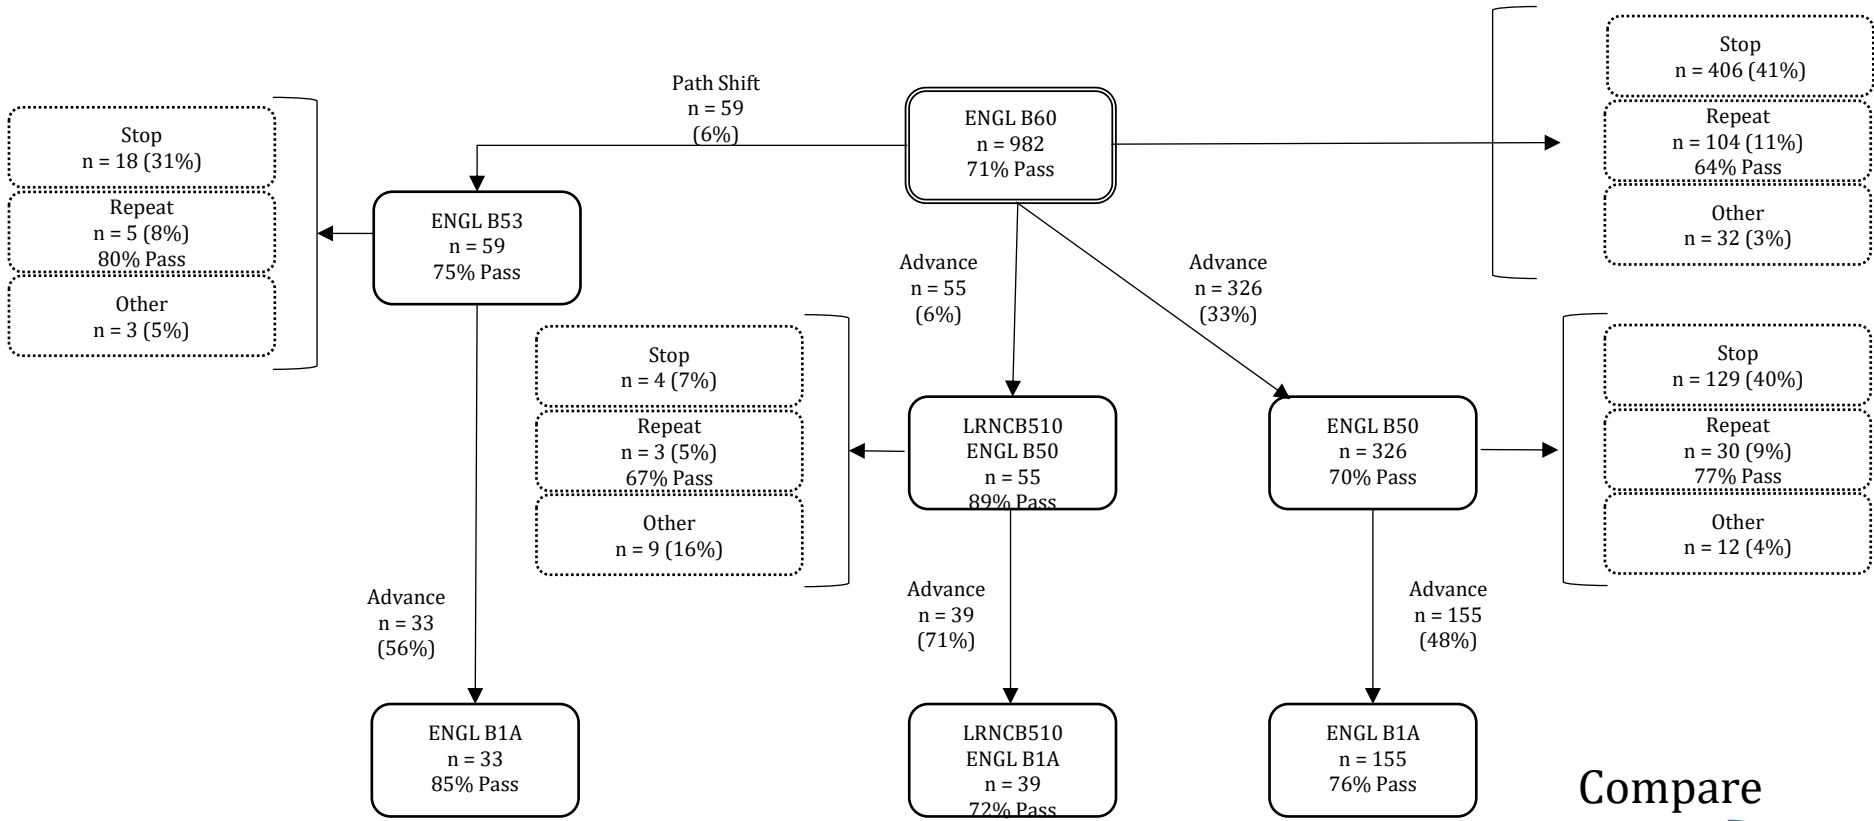 Path Shift
n = 59
(6%)
ENGL B60
n = 982
71% Pass
Stop
n = 406 (41%)
Repeat
n = 104 (11%)
64% Pass
Other
n = 32 (3%)
Stop
n = 18 (31%)
Repeat
n = 5 (8%)
80% Pass
Other
n = 3 (5%)
ENGL B53
n = 59
75% Pass
Advance
n = 55
(6%)
Advance
n = 326
(33%)
Stop
n = 4 (7%)
Repeat
n = 3 (5%)
67% Pass
Other
n = 9 (16%)
LRNCB510
ENGL B50
n = 55
89% Pass
ENGL B50
n = 326
70% Pass
Stop
n = 129 (40%)
Repeat
n = 30 (9%)
77% Pass
Other
n = 12 (4%)
Advance
n = 33
(56%)
Advance
n = 39
(71%)
Advance
n = 155
(48%)
ENGL B1A
n = 33
85% Pass
LRNCB510
ENGL B1A
n = 39
72% Pass
ENGL B1A
n = 155
76% Pass
Compare